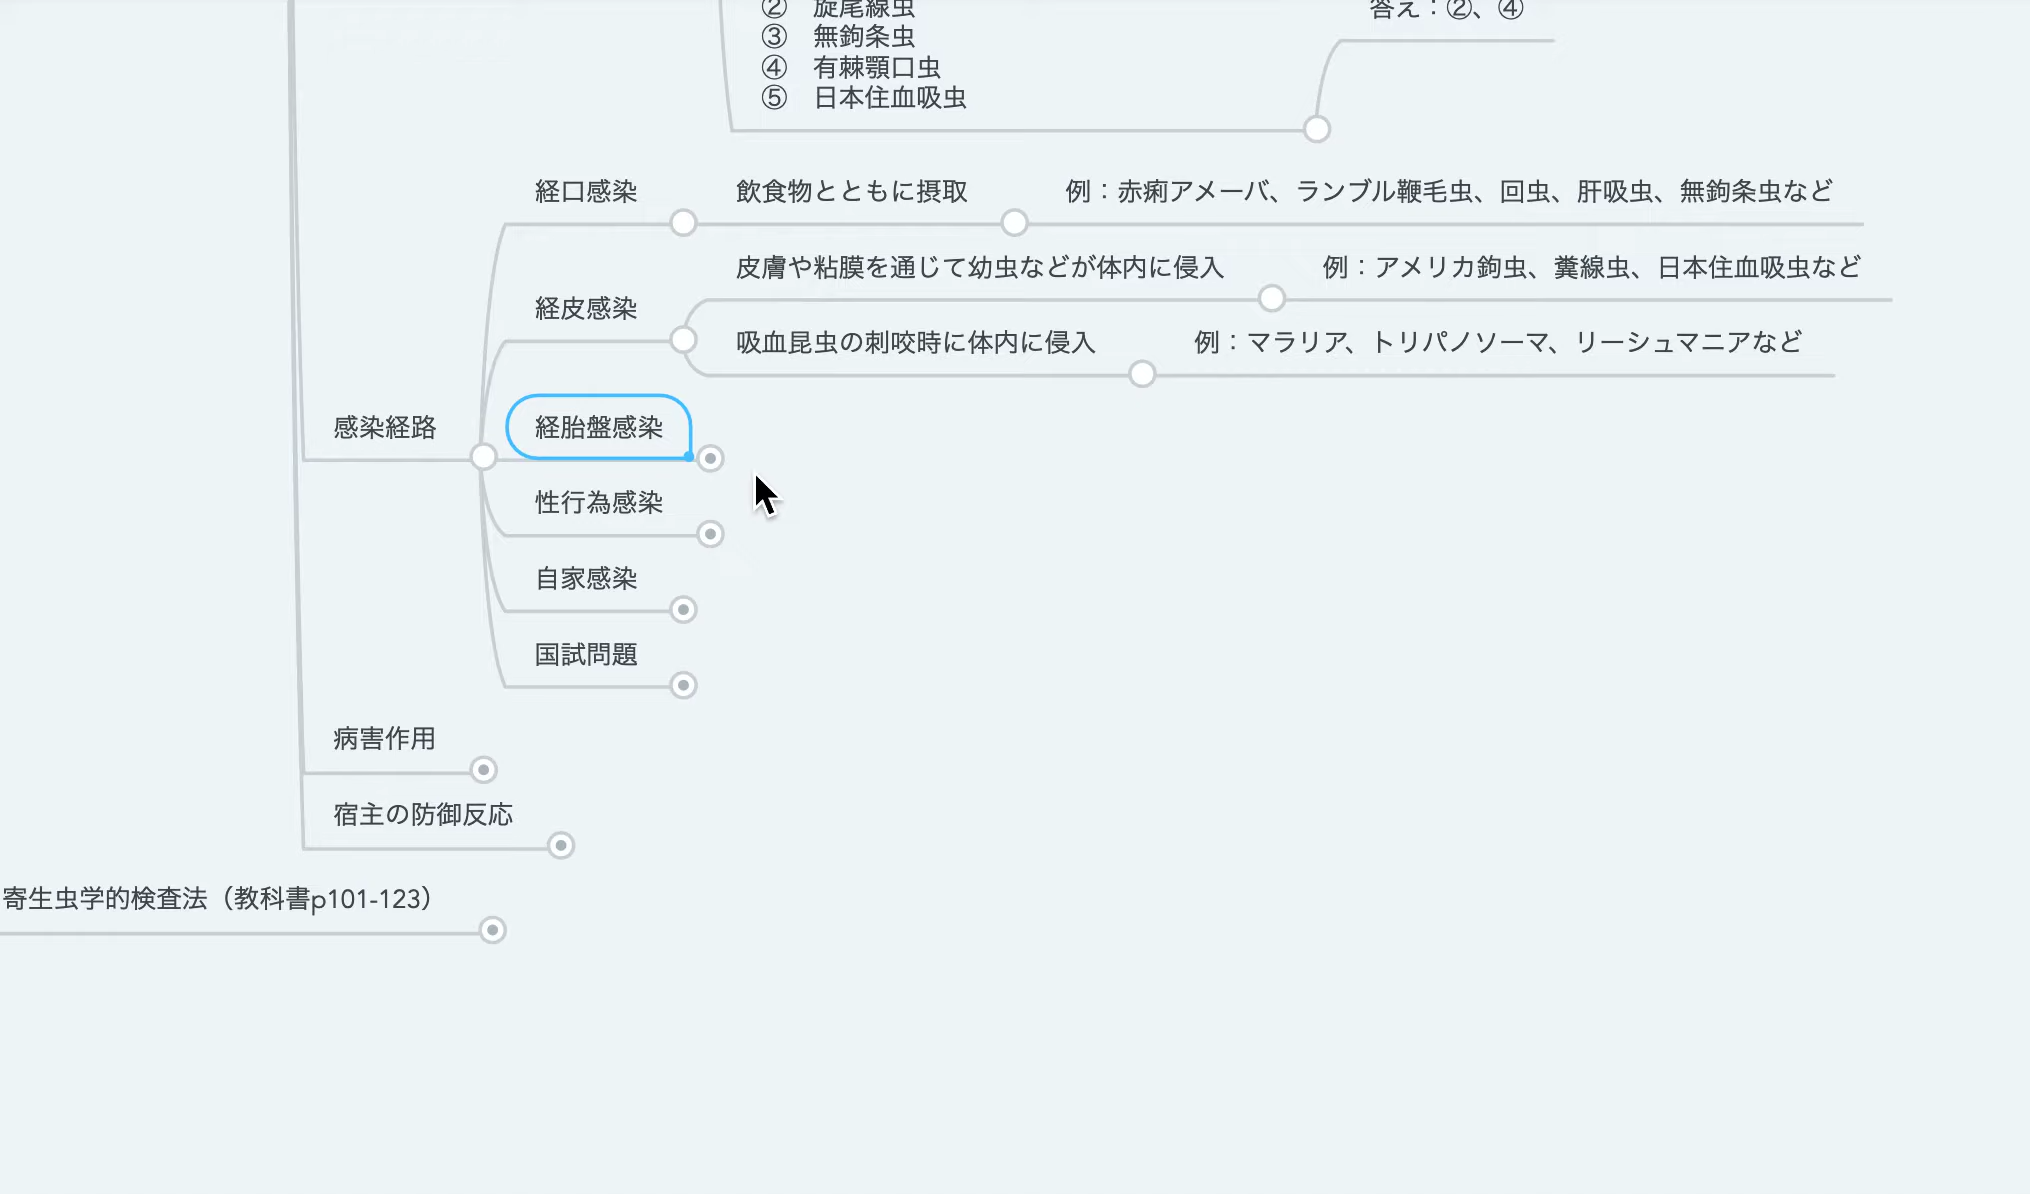 ② 旋尾線虫
答え：②、④
③ 無鉤条虫
④ 有棘顎口虫
⑤ 日本住血吸虫
経口感染
飲食物とともに摂取
例：赤痢アメーバ、ランブル鞭毛虫、回虫、肝吸虫、無鉤条虫など
経皮感染
皮膚や粘膜を通じて幼虫などが体内に侵入
例：アメリカ鉤虫、糞線虫、日本住血吸虫など
吸血昆虫の刺咬時に体内に侵入
例：マラリア、トリパノソーマ、リーシュマニアなど
感染経路
経胎盤感染
性行為感染
自家感染
国試問題
病害作用
宿主の防御反応
寄生虫学的検査法（教科書p101-123）